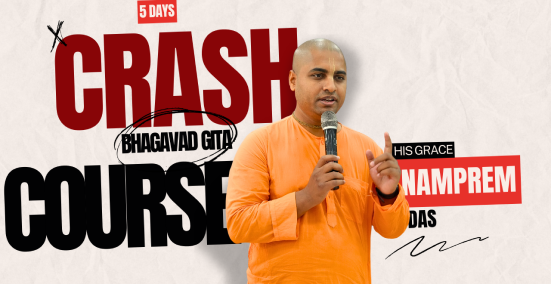 5 DAYS
CRASH
BHAGAVAD GITA
COURSE
HIS GRACE
NAMPREM
DAS